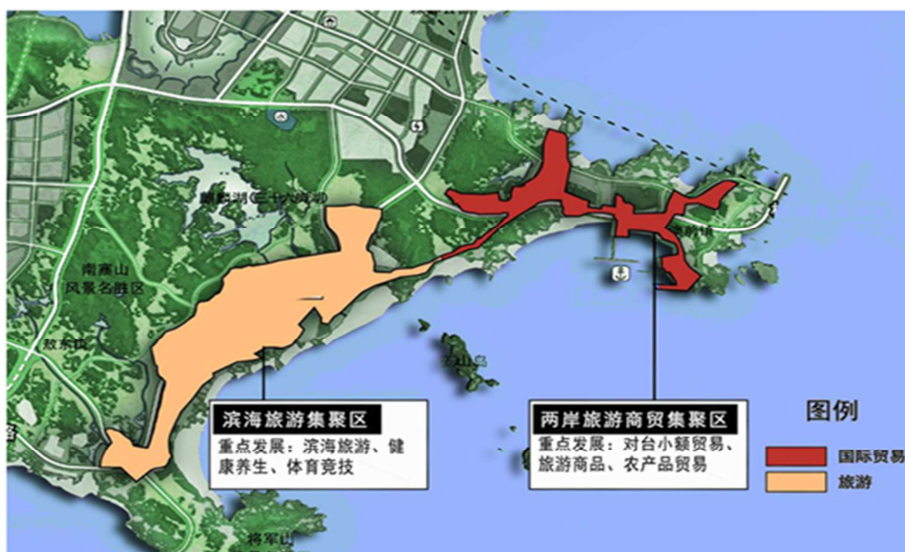 南寨山
风景名胜区
将军山
滨海旅游集聚区
重点发展：滨海旅游、健
康养生、体育竞技
两岸旅游商贸集聚区
重点发展：对台小额贸易、
旅游商品、农产品贸易
图例
国际贸易
旅游